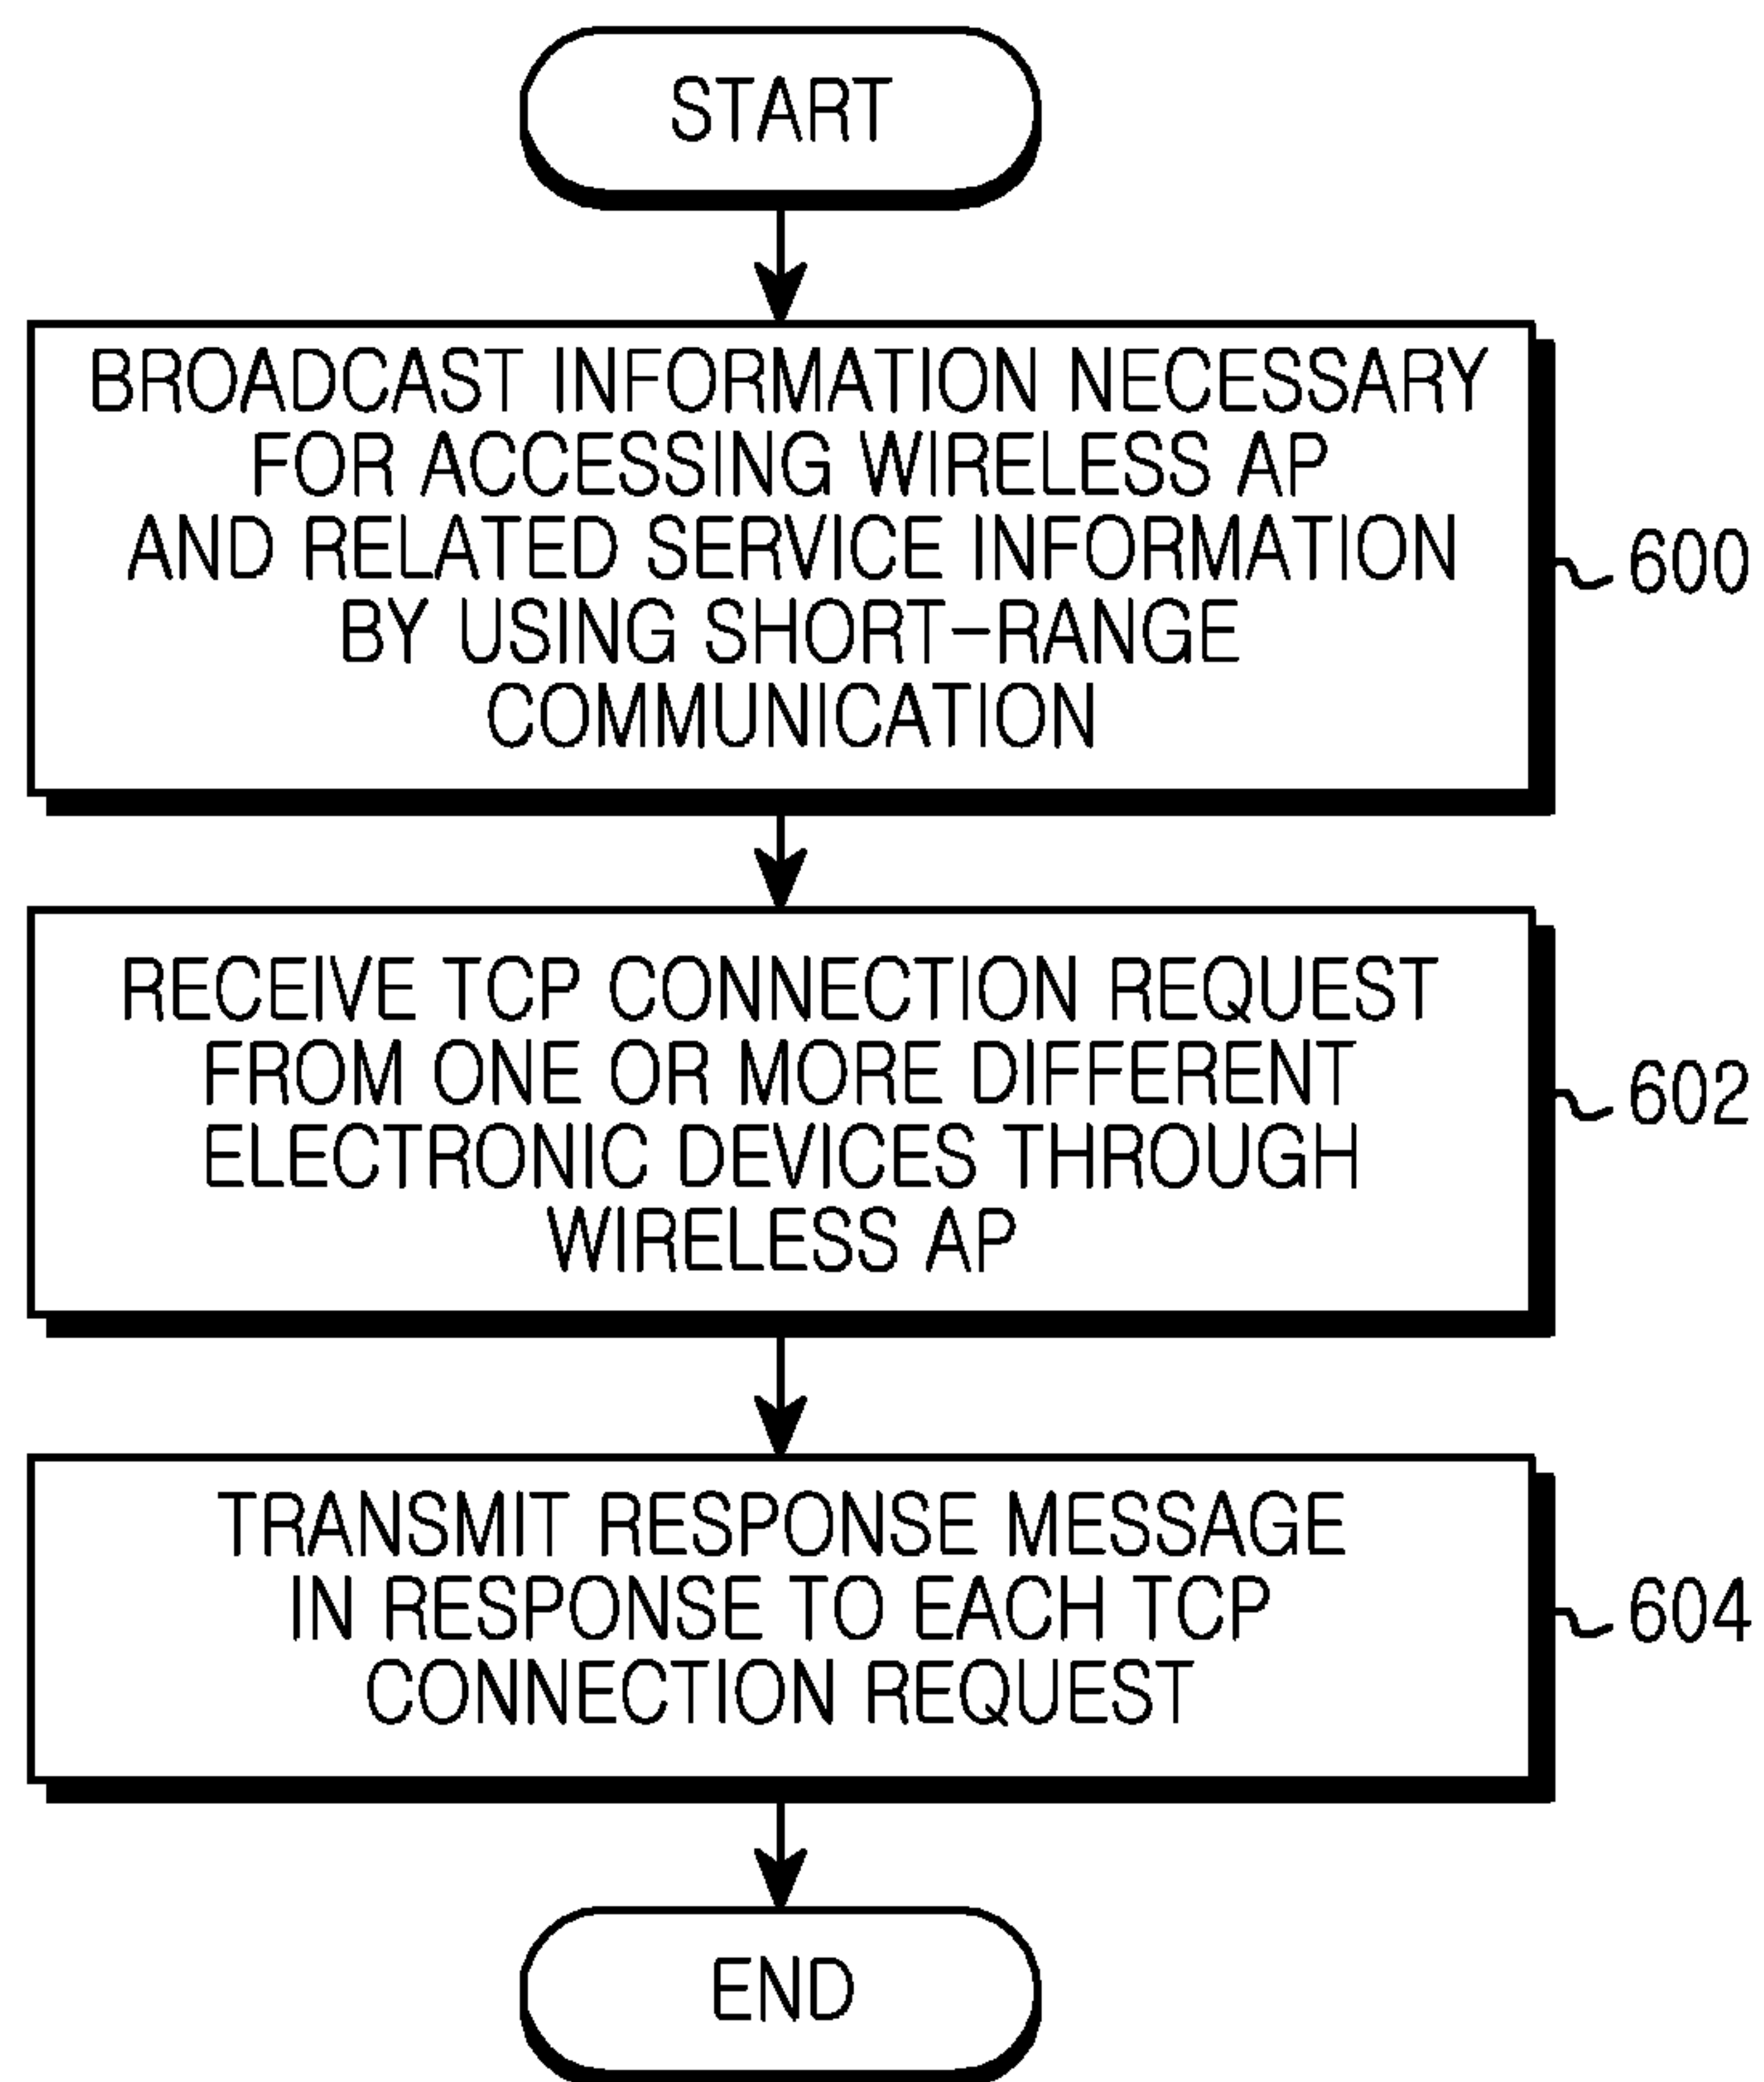 START
BROADCAST INFORMATION NECESSARY
FOR ACCESSING WIRELESS AP
AND RELATED SERVICE INFORMATION
BY USING SHORT-RANGE
COMMUNICATION
600
RECEIVE TCP CONNECTION REQUEST
FROM ONE OR MORE DIFFERENT
ELECTRONIC DEVICES THROUGH
WIRELESS AP
602
TRANSMIT RESPONSE MESSAGE
IN RESPONSE TO EACH TCP
CONNECTION REQUEST
604
END